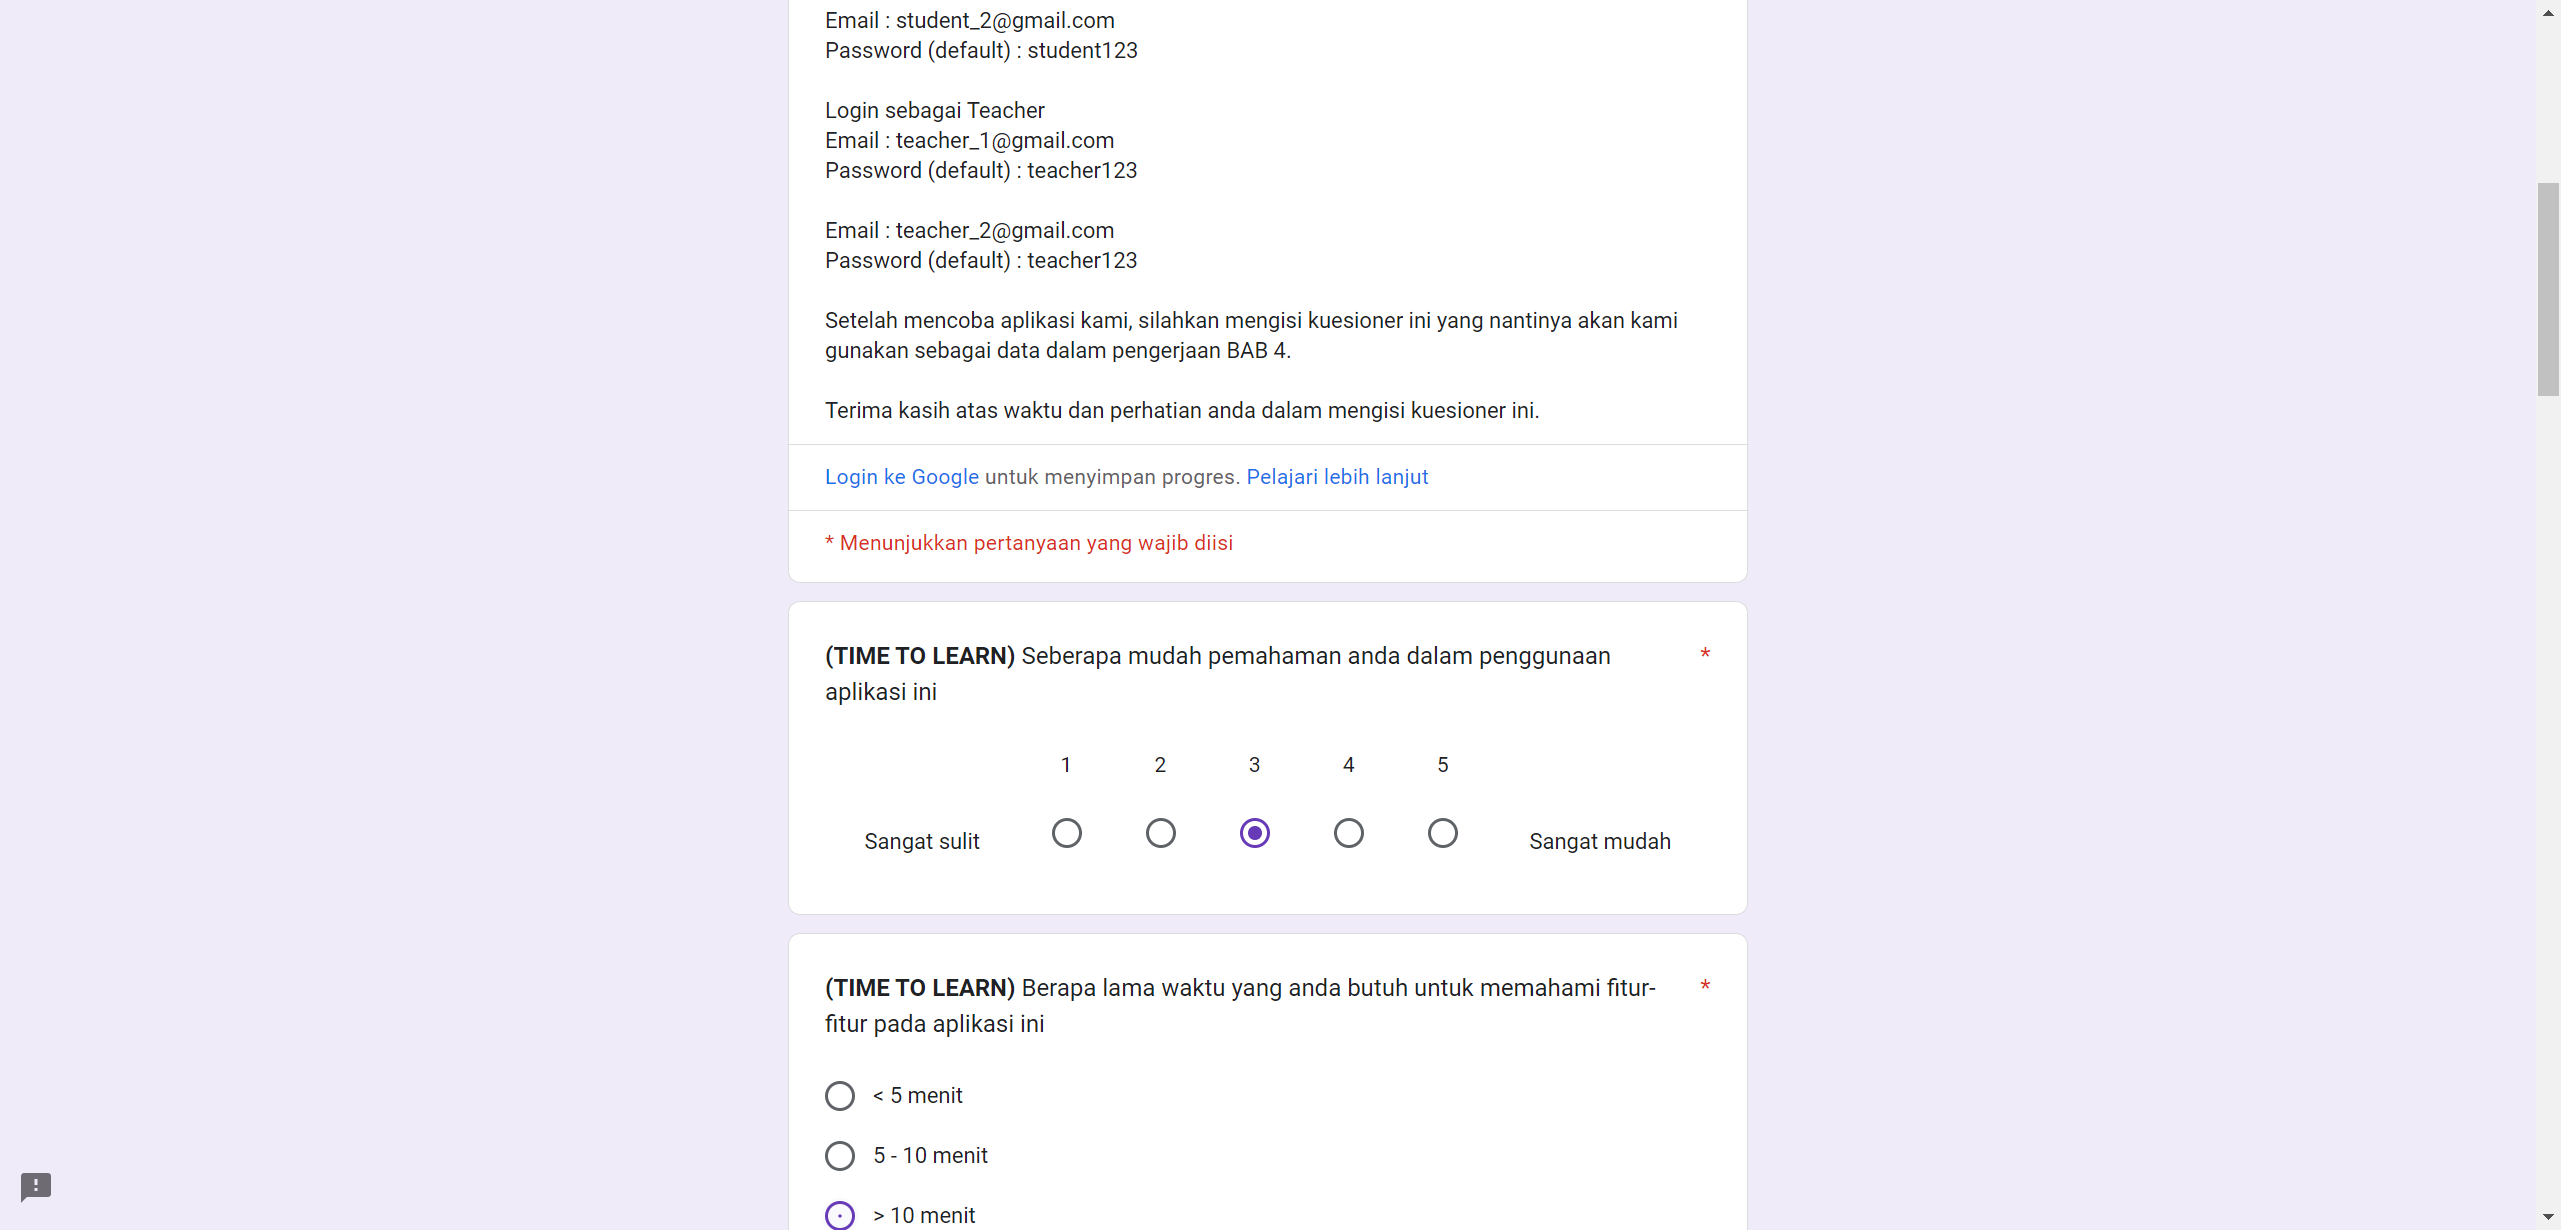 Email : student_2@gmail.com
Password (default) : student123
Login sebagai Teacher
Email : teacher_1@gmail.com
Password (default) : teacher123
Email : teacher_2@gmail.com
Password (default) : teacher123
Setelah mencoba aplikasi kami, silahkan mengisi kuesioner ini yang nantinya akan kami
gunakan sebagai data dalam pengerjaan BAB 4.
Terima kasih atas waktu dan perhatian anda dalam mengisi kuesioner ini.
Login ke Google untuk menyimpan progres. Pelajari lebih lanjut
* Menunjukkan pertanyaan yang wajib diisi
(TIME TO LEARN) Seberapa mudah pemahaman anda dalam penggunaan *
aplikasi ini
1 2 3 4 5
Sangat sulit Sangat mudah
(TIME TO LEARN) Berapa lama waktu yang anda butuh untuk memahami fitur- *
fitur pada aplikasi ini
< 5 menit
5 - 10 menit
> 10 menit